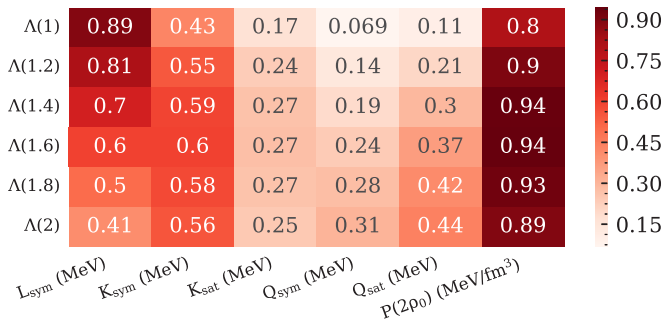 Λ(1) 0.89 0.43 0.17 0.069 0.11 0.8
Λ(1.2) 0.81 0.55 0.24 0.14 0.21 0.9
Λ(1.4) 0.7 0.59 0.27 0.19 0.3 0.94
Λ(1.6) 0.6 0.6 0.27 0.24 0.37 0.94
Λ(1.8) 0.5 0.58 0.27 0.28 0.42 0.93
Λ(2) 0.41 0.56 0.25 0.31 0.44 0.89
L_sym (MeV) K_sym (MeV) K_sat (MeV) Q_sym (MeV) Q_sat (MeV) P(2ρ₀) (MeV/fm³)
0.90
0.75
0.60
0.45
0.30
0.15